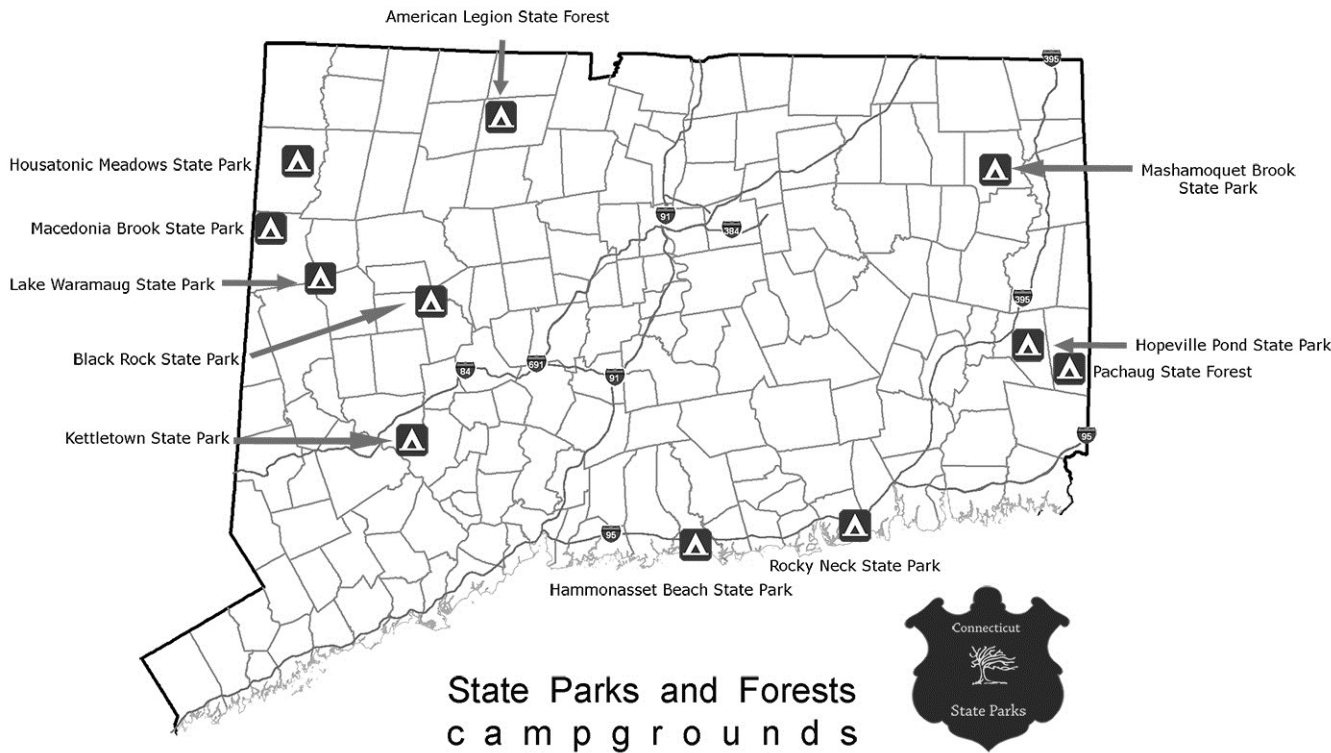 American Legion State Forest
395
Housatonic Meadows State Park
Mashamoquet Brook
State Park
Macedonia Brook State Park
91
384
Lake Waramaug State Park
395
Black Rock State Park
Hopeville Pond State Park
Pachaug State Forest
84
691
91
Kettletown State Park
95
95
Rocky Neck State Park
Hammonasset Beach State Park
Connecticut
State Parks
State Parks and Forests
campgrounds